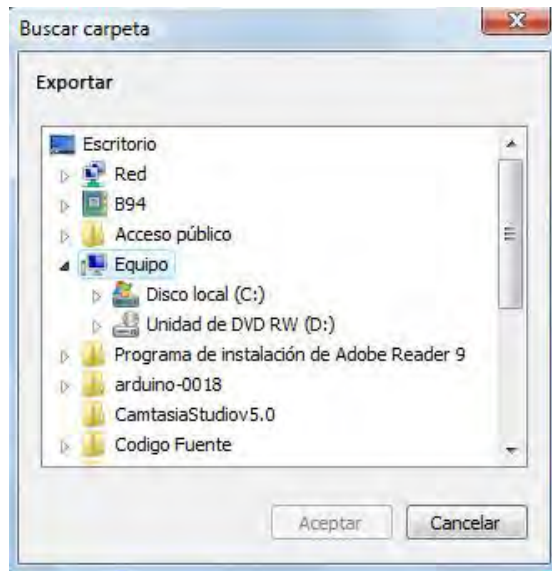 Buscar carpeta
Exportar
Escritorio
Red
B94
Acceso público
Equipo
Disco local (C:)
Unidad de DVD RW (D:)
Programa de instalación de Adobe Reader 9
arduino-0018
CamtasiaStudiov5.0
Codigo Fuente
Aceptar Cancelar